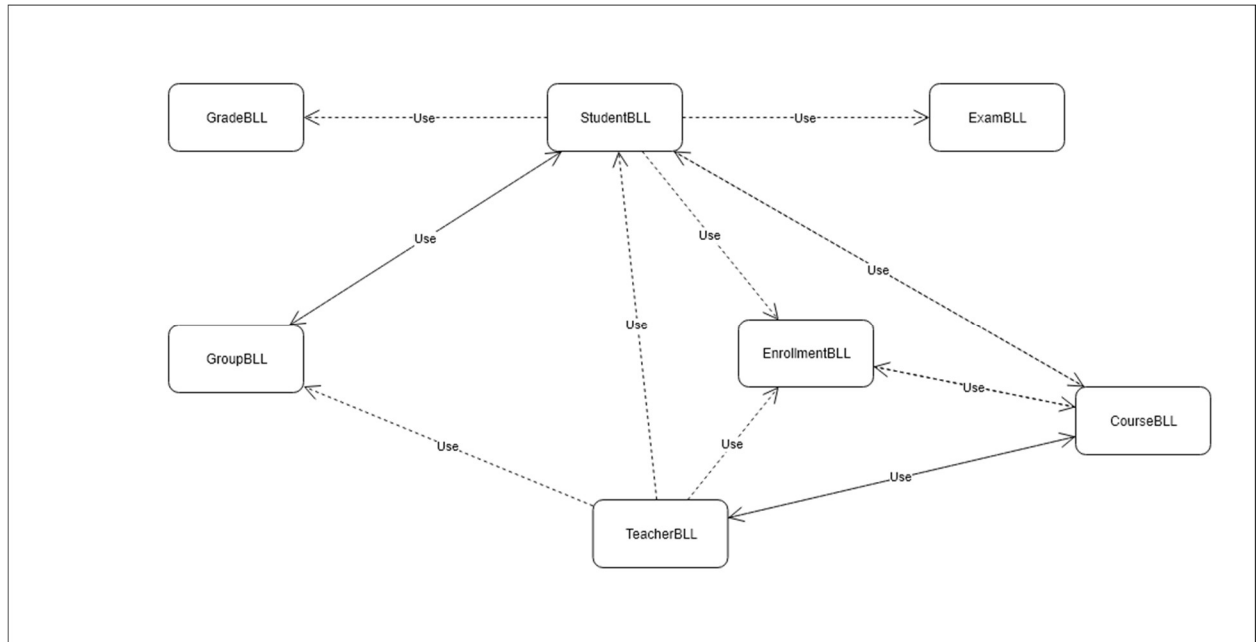 GradeBLL
Use
StudentBLL
Use
ExamBLL
Use
Use
Use
Use
GroupBLL
EnrollmentBLL
Use
CourseBLL
Use
Use
Use
TeacherBLL